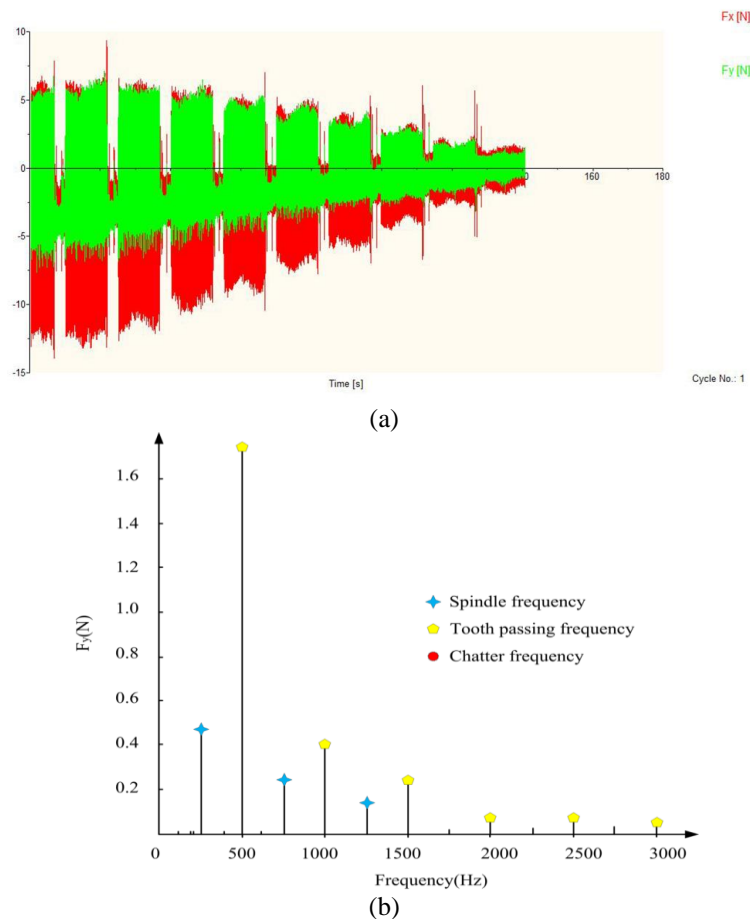 Fx [N]
Fy [N]
10
5
0
-5
-10
-15
160
180
Time [s]
Cycle No.: 1
(a)
1.6
1.4
1.2
1.0
0.8
0.6
0.4
0.2
Fy(N)
Spindle frequency
Tooth passing frequency
Chatter frequency
0 500 1000 1500 2000 2500 3000
Frequency(Hz)
(b)